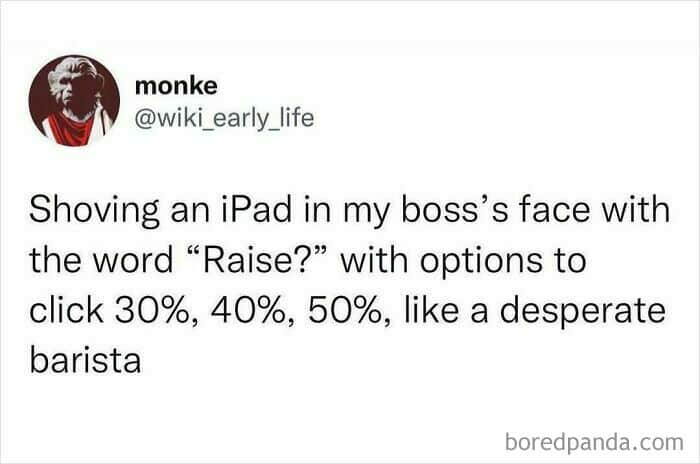 monke
@wiki_early_life
Shoving an iPad in my boss’s face with
the word “Raise?” with options to
click 30%, 40%, 50%, like a desperate
barista
boredpanda.com